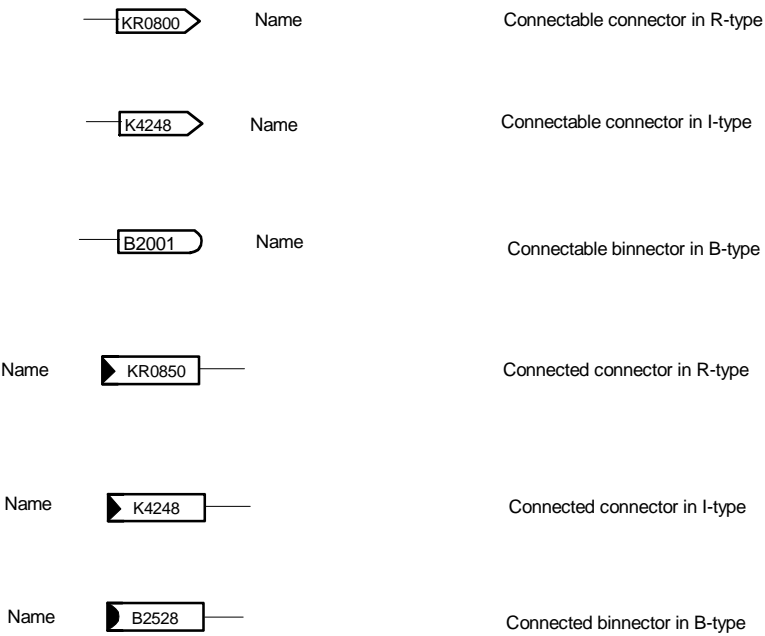 KR0800 Name Connectable connector in R-type
K4248 Name Connectable connector in I-type
B2001 Name Connectable binnector in B-type
Name KR0850 Connected connector in R-type
Name K4248 Connected connector in I-type
Name B2528 Connected binnector in B-type